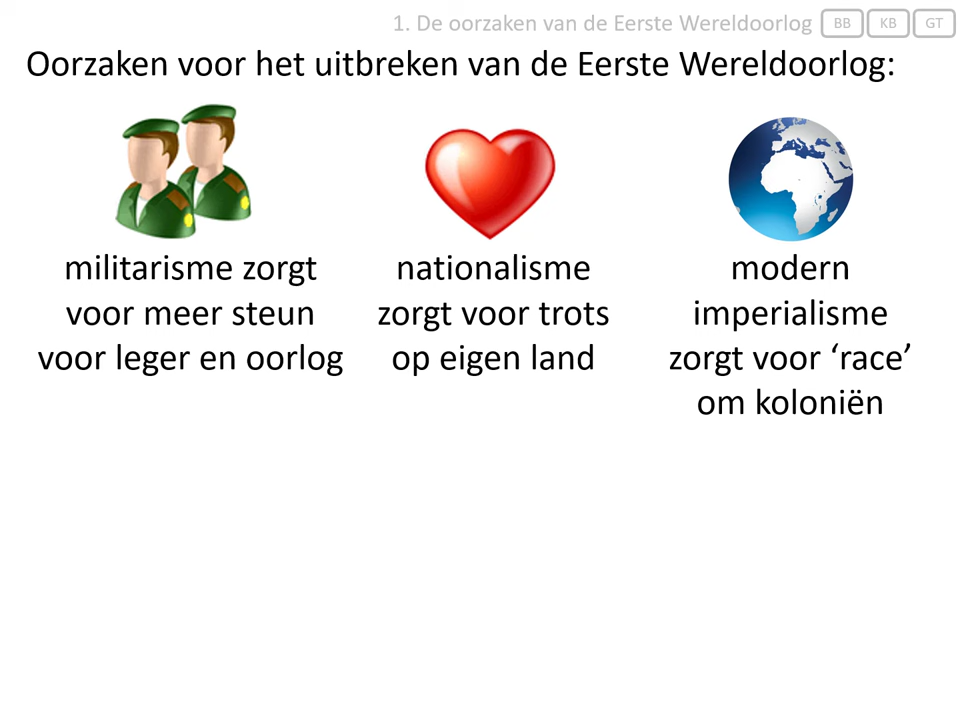 1. De oorzaken van de Eerste Wereldoorlog BB KB GT
Oorzaken voor het uitbreken van de Eerste Wereldoorlog:
militarisme zorgt
voor meer steun
voor leger en oorlog
nationalisme
zorgt voor trots
op eigen land
modern
imperialisme
zorgt voor ‘race’
om koloniën